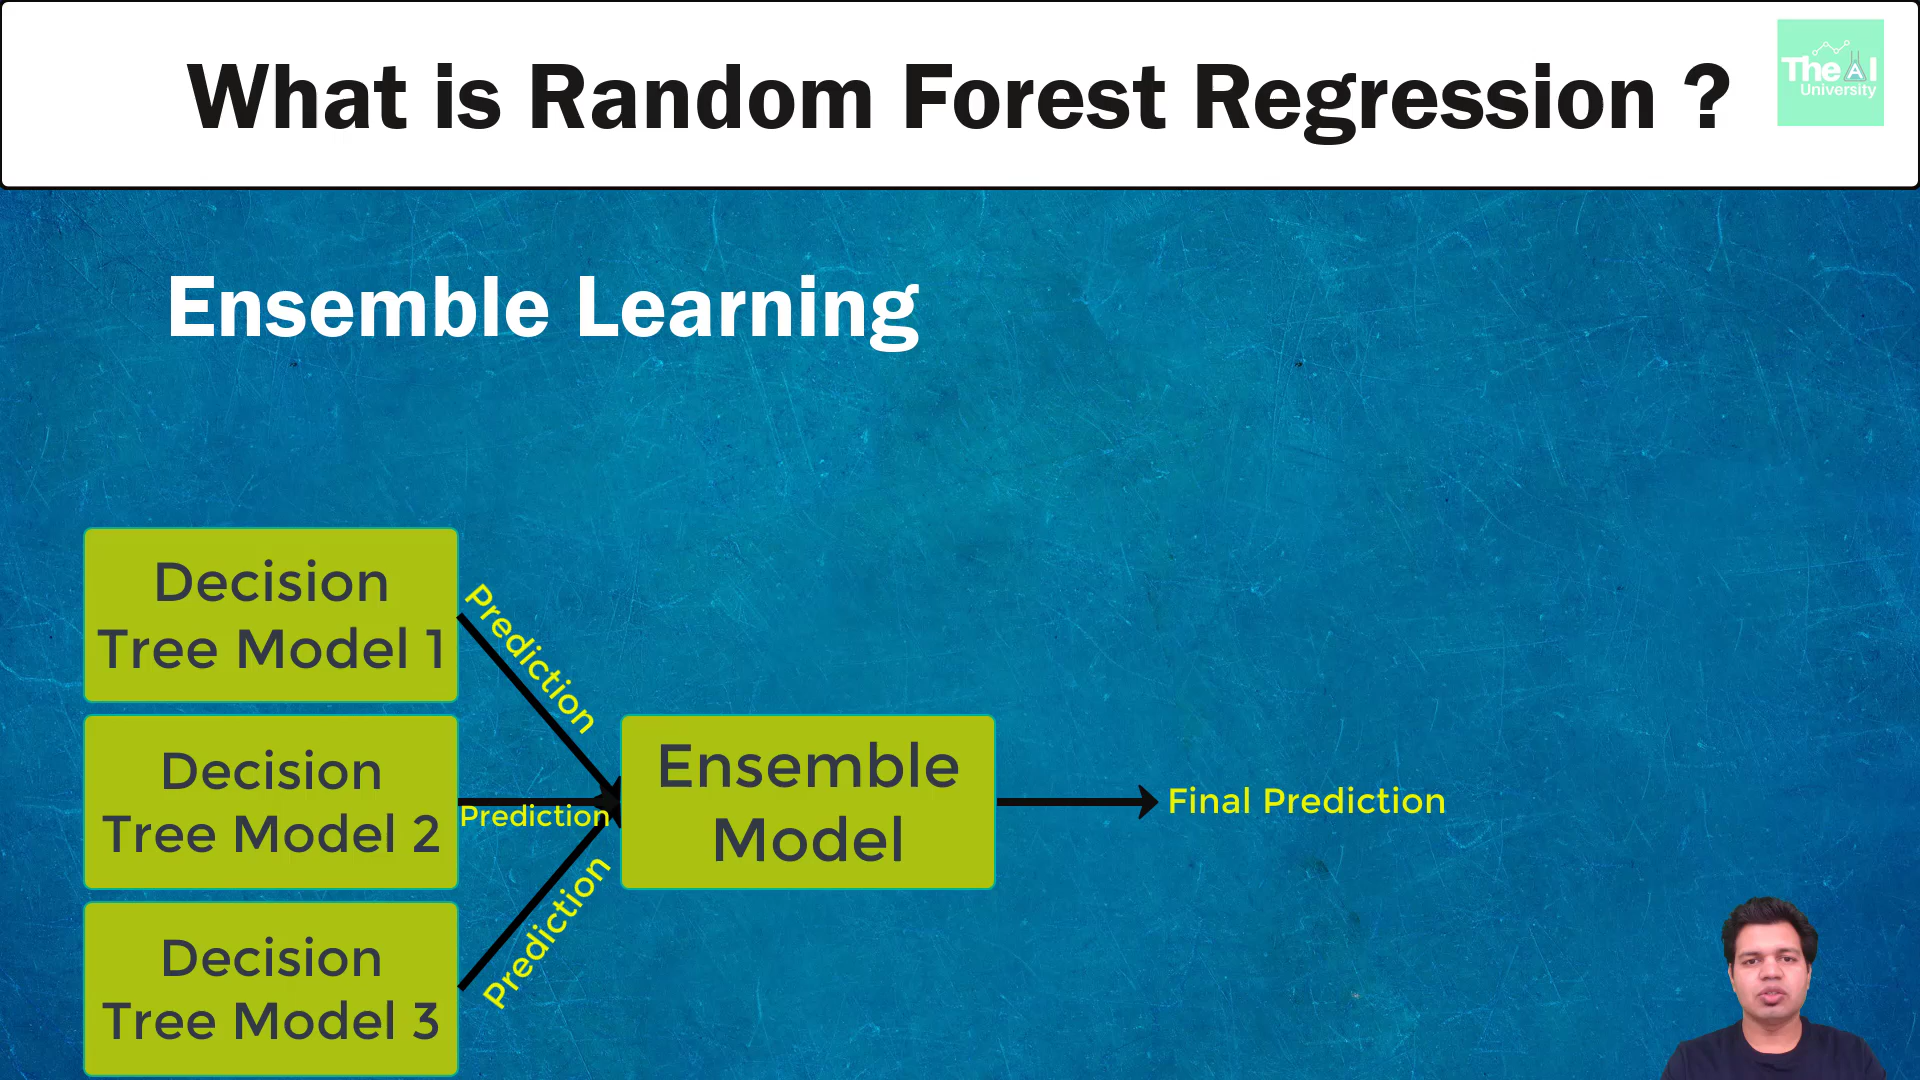 What is Random Forest Regression ?
The AI
University
Ensemble Learning
Decision
Tree Model 1
Prediction
Decision
Tree Model 2
Prediction
Decision
Tree Model 3
Prediction
Ensemble
Model
Final Prediction